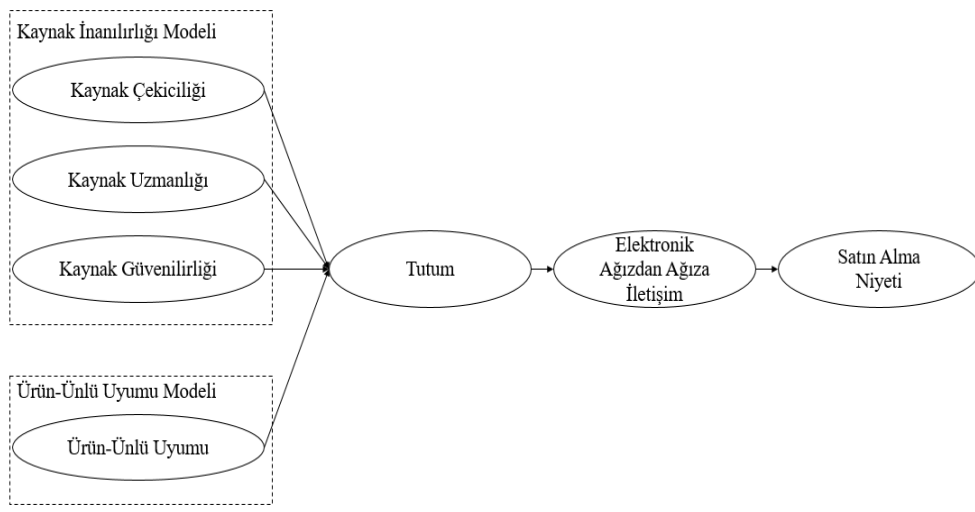 Kaynak İnanılırlığı Modeli
Kaynak Çekiciliği
Kaynak Uzmanlığı
Kaynak Güvenilirliği
Tutum
Elektronik
Ağızdan Ağıza
İletişim
Satın Alma
Niyeti
Ürün-Ünlü Uyumu Modeli
Ürün-Ünlü Uyumu